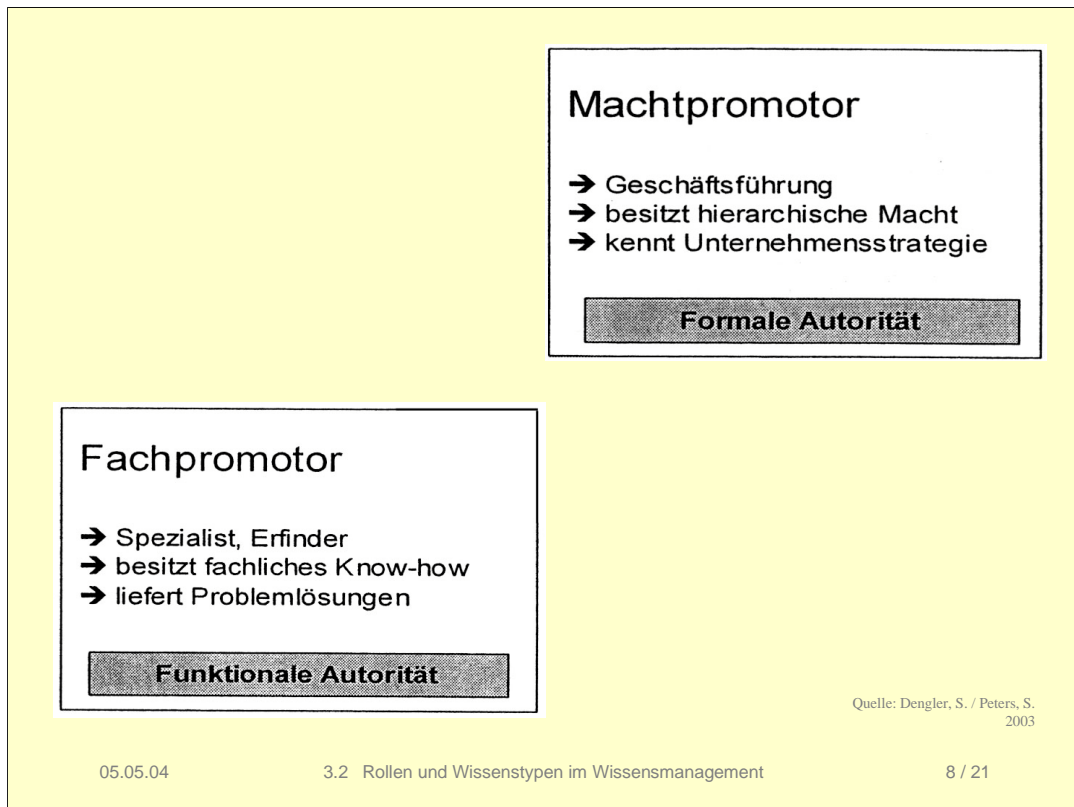 Machtpromotor
➔ Geschäftsführung
➔ besitzt hierarchische Macht
➔ kennt Unternehmensstrategie
Formale Autorität
Fachpromotor
➔ Spezialist, Erfinder
➔ besitzt fachliches Know-how
➔ liefert Problemlösungen
Funktionale Autorität
Quelle: Dengler, S. / Peters, S.
2003
05.05.04 3.2 Rollen und Wissenstypen im Wissensmanagement 8 / 21